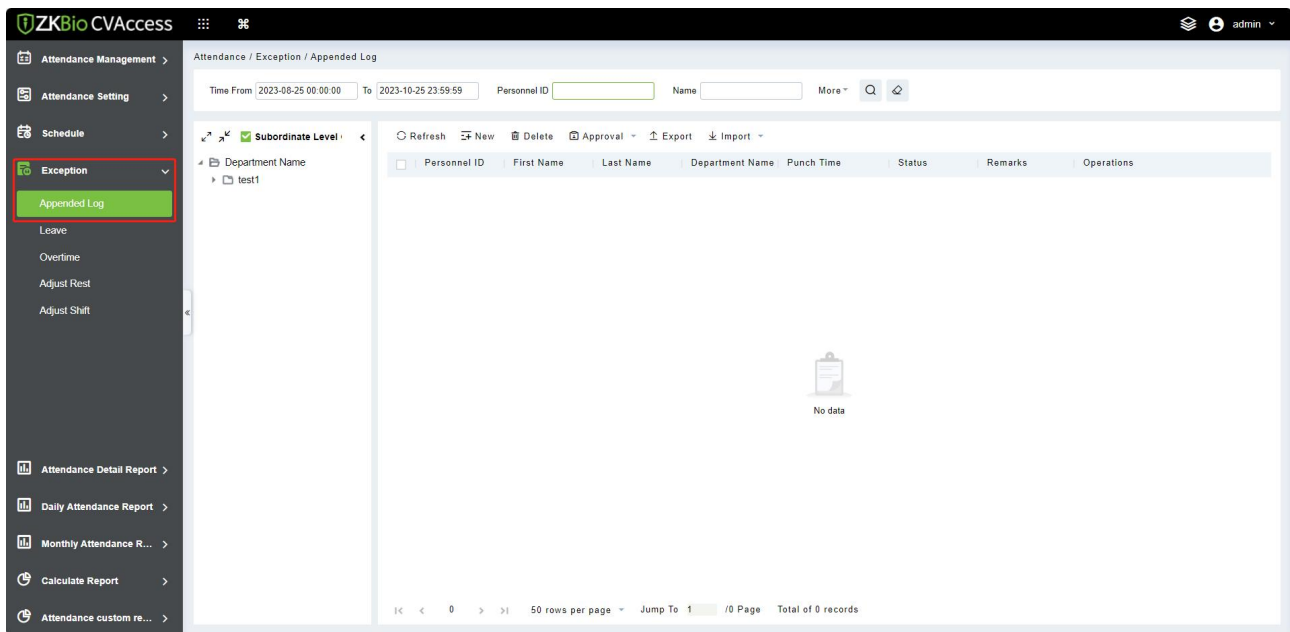 ZKBio CVAccess
admin
Attendance Management
Attendance Setting
Schedule
Exception
Appended Log
Leave
Overtime
Adjust Rest
Adjust Shift
Attendance Detail Report
Daily Attendance Report
Monthly Attendance R...
Calculate Report
Attendance custom re...
Attendance / Exception / Appended Log
Time From 2023-08-25 00:00:00 To 2023-10-25 23:59:59 Personnel ID Name More
Subordinate Level
Department Name
test1
Refresh New Delete Approval Export Import
Personnel ID First Name Last Name Department Name Punch Time Status Remarks Operations
No data
0 50 rows per page Jump To 1 /0 Page Total of 0 records